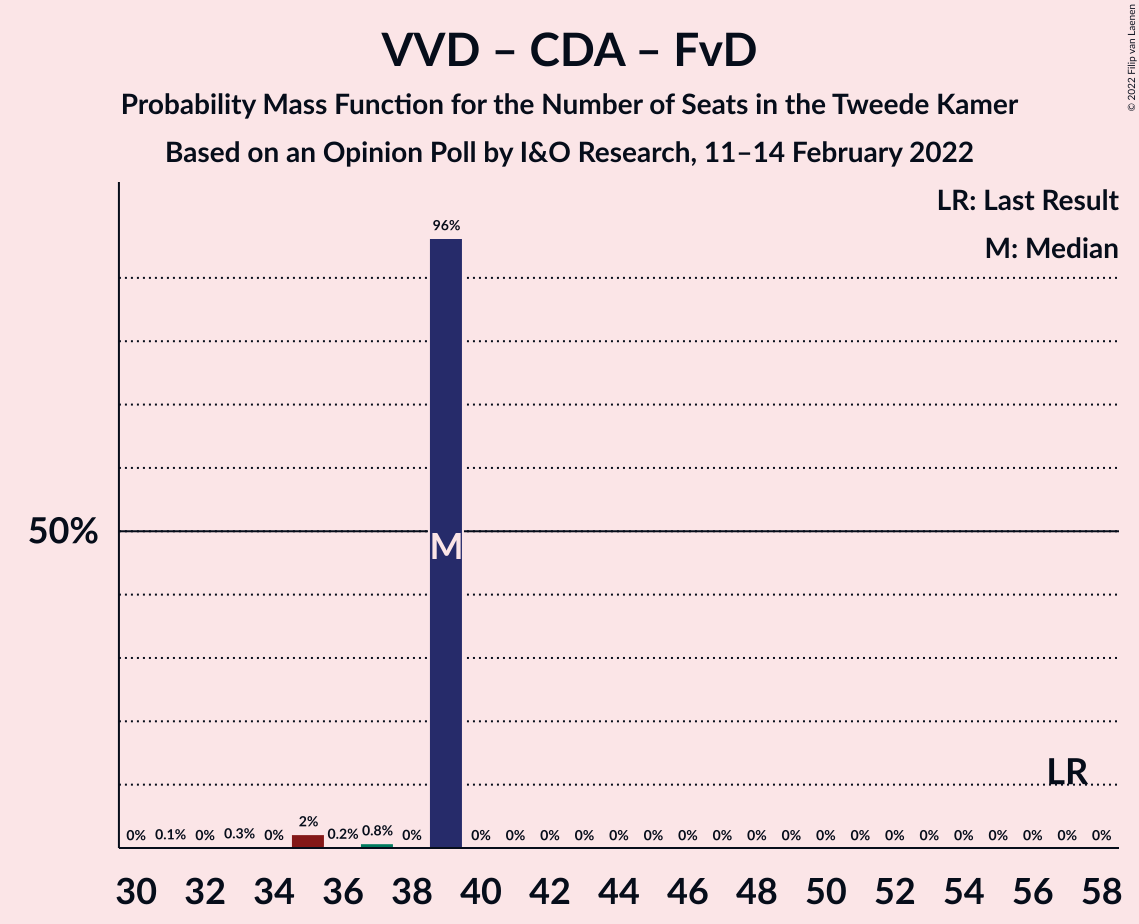 VVD – CDA – FvD
Probability Mass Function for the Number of Seats in the Tweede Kamer
Based on an Opinion Poll by I&O Research, 11–14 February 2022
© 2022 Filip van Laenen
LR: Last Result
M: Median
96%
50%
M
LR
0% 0.1% 0% 0.3% 0% 2% 0.2% 0.8% 0% 0% 0% 0% 0% 0% 0% 0% 0% 0% 0% 0% 0% 0% 0% 0% 0% 0% 0% 0%
30 32 34 36 38 40 42 44 46 48 50 52 54 56 58